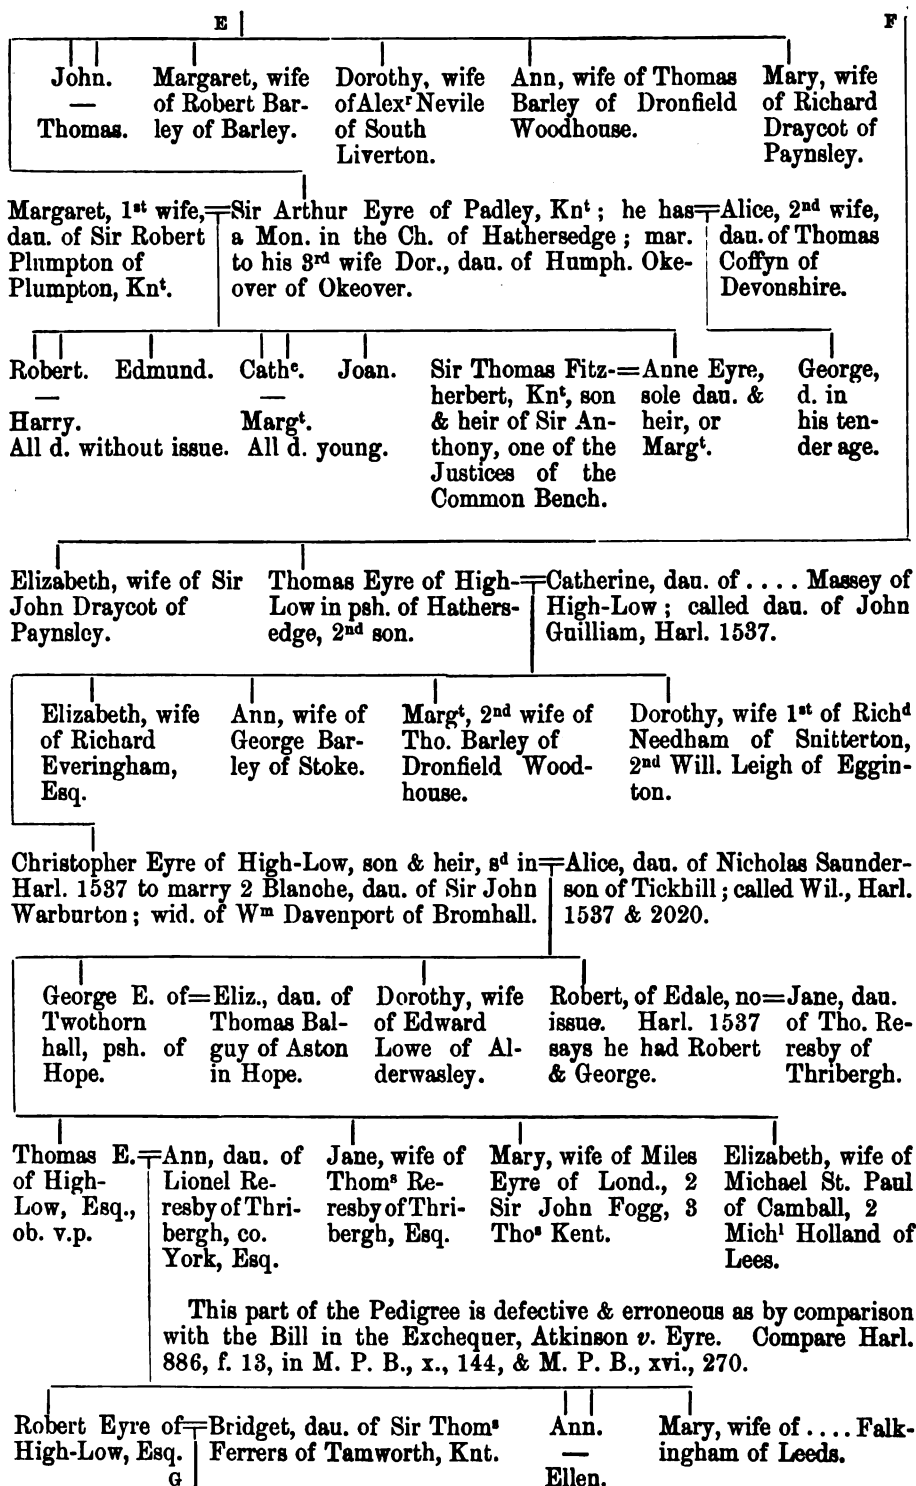 E F
John.
—
Thomas.
Margaret, wife
of Robert Bar-
ley of Barley.
Dorothy, wife
of Alexʳ Nevile
of South
Liverton.
Ann, wife of Thomas
Barley of Dronfield
Woodhouse.
Mary, wife
of Richard
Draycot of
Paynsley.
Margaret, 1ˢᵗ wife,
dau. of Sir Robert
Plumpton of
Plumpton, Knᵗ.
Sir Arthur Eyre of Padley, Knᵗ; he has
a Mon. in the Ch. of Hathersedge; mar.
to his 3ʳᵈ wife Dor., dau. of Humph. Oke-
over of Okeover.
Alice, 2ⁿᵈ wife,
dau. of Thomas
Coffyn of
Devonshire.
Robert.
—
Harry.
All d. without issue.
Edmund.
Cathᵉ.
—
Margᵗ.
All d. young.
Joan.
Sir Thomas Fitz-=
herbert, Knᵗ, son
& heir of Sir An-
thony, one of the
Justices of the
Common Bench.
Anne Eyre,
sole dau. &
heir, or
Margᵗ.
George,
d. in
his ten-
der age.
Elizabeth, wife of Sir
John Draycot of
Paynsley.
Thomas Eyre of High-
Low in psh. of Hathers-
edge, 2ⁿᵈ son.
Catherine, dau. of .... Massey of
High-Low; called dau. of John
Guilliam, Harl. 1537.
Elizabeth, wife
of Richard
Everingham,
Esq.
Ann, wife of
George Bar-
ley of Stoke.
Margᵗ, 2ⁿᵈ wife of
Tho. Barley of
Dronfield Wood-
house.
Dorothy, wife 1ˢᵗ of Richᵈ
Needham of Snitterton,
2ⁿᵈ Will. Leigh of Eggin-
ton.
Christopher Eyre of High-Low, son & heir, sᵈ in
Harl. 1537 to marry 2 Blanche, dau. of Sir John
Warburton; wid. of Wᵐ Davenport of Bromhall.
Alice, dau. of Nicholas Saunder-
son of Tickhill; called Wil., Harl.
1537 & 2020.
George E. of=
Twothorn
hall, psh. of
Hope.
Eliz., dau. of
Thomas Bal-
guy of Aston
in Hope.
Dorothy, wife
of Edward
Lowe of Al-
derwasley.
Robert, of Edale, no=
issue. Harl. 1537
says he had Robert
& George.
Jane, dau.
of Tho. Re-
resby of
Thribergh.
Thomas E.
of High-
Low, Esq.,
ob. v.p.
Ann, dau. of
Lionel Re-
resby of Thri-
bergh, co.
York, Esq.
Jane, wife of
Thomˢ Re-
resby of Thri-
bergh, Esq.
Mary, wife of Miles
Eyre of Lond., 2
Sir John Fogg, 3
Thoˢ Kent.
Elizabeth, wife of
Michael St. Paul
of Camball, 2
Michˡ Holland of
Lees.
This part of the Pedigree is defective & erroneous as by comparison
with the Bill in the Exchequer, Atkinson v. Eyre. Compare Harl.
886, f. 13, in M. P. B., x., 144, & M. P. B., xvi., 270.
Robert Eyre of
High-Low, Esq.
G
Bridget, dau. of Sir Thomˢ
Ferrers of Tamworth, Knt.
Ann.
—
Ellen.
Mary, wife of .... Falk-
ingham of Leeds.